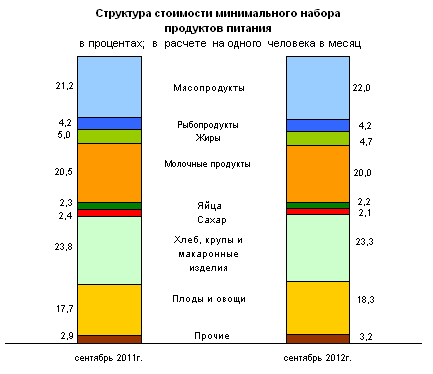 Структура стоимости минимального набора
продуктов питания
в процентах; в расчете на одного человека в месяц
21,2 Масопродукты 22,0
4,2 Рыбопродукты 4,2
5,0 Жиры 4,7
20,5 Молочные продукты 20,0
2,3 Яйца 2,2
2,4 Сахар 2,1
23,8 Хлеб, крупы и 23,3
макаронные
изделия
17,7 Плоды и овощи 18,3
2,9 Прочие 3,2
сентябрь 2011г. сентябрь 2012г.